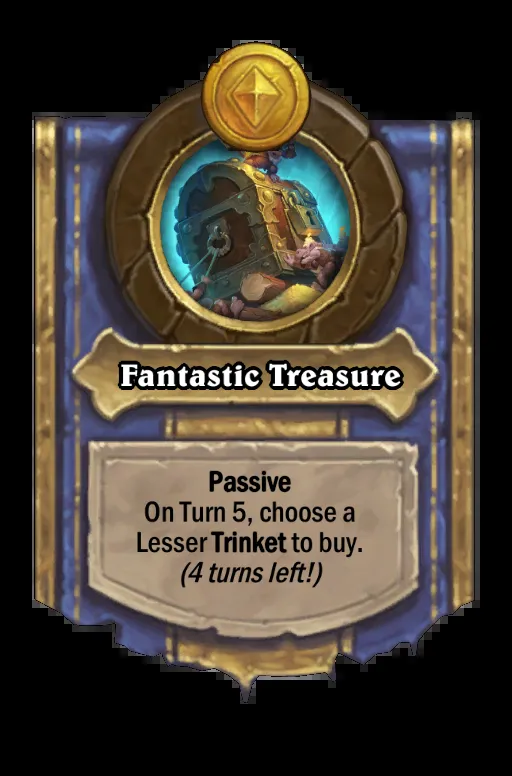 Fantastic Treasure
Passive
On Turn 5, choose a
Lesser Trinket to buy.
(4 turns left!)